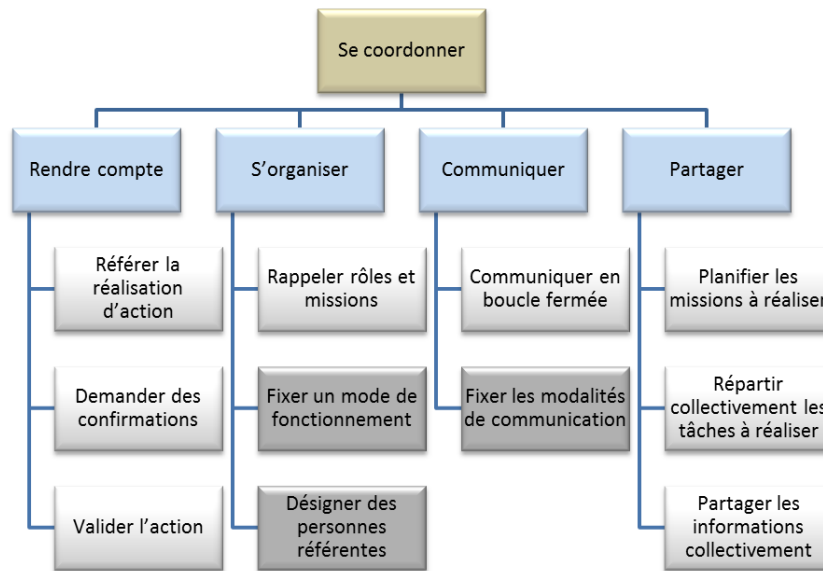 Se coordonner
Rendre compte
S'organiser
Communiquer
Partager
Référer la
réalisation
d'action
Rappeler rôles et
missions
Communiquer en
boucle fermée
Planifier les
missions à réaliser
Demander des
confirmations
Fixer un mode de
fonctionnement
Fixer les modalités
de communication
Répartir
collectivement les
tâches à réaliser
Valider l'action
Désigner des
personnes
référentes
Partager les
informations
collectivement